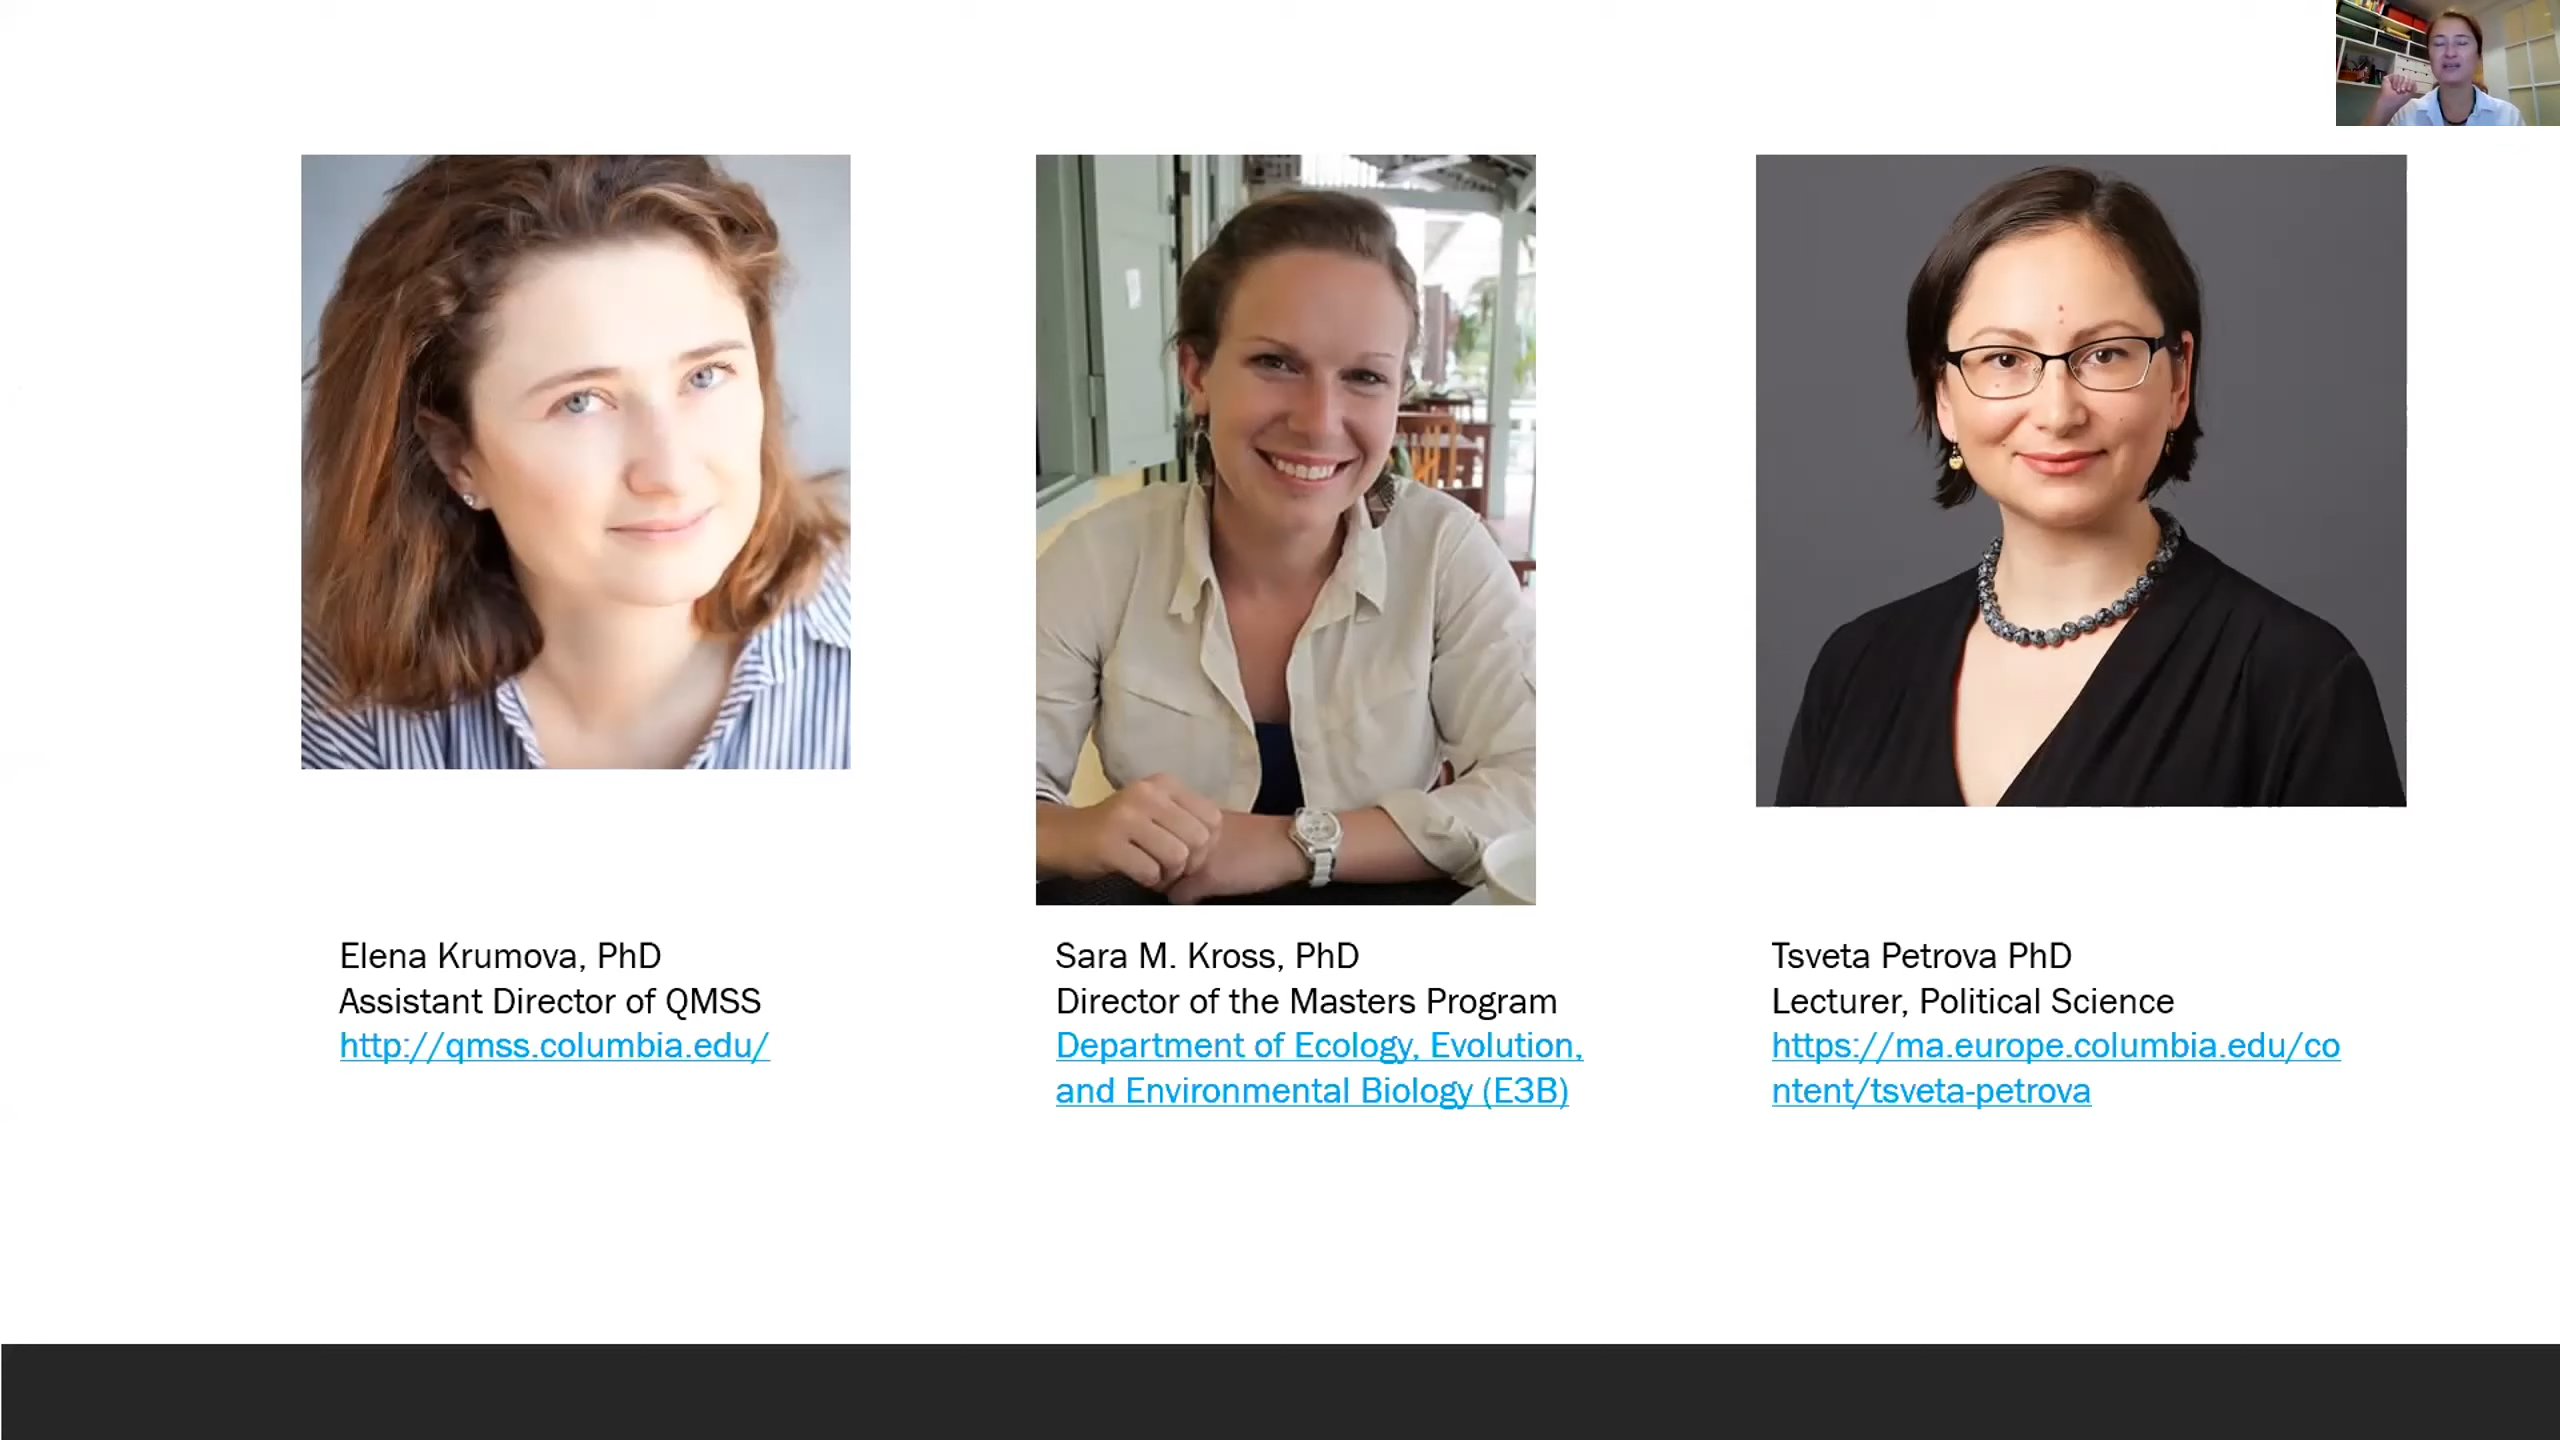 Elena Krumova, PhD
Assistant Director of QMSS
http://qmss.columbia.edu/
Sara M. Kross, PhD
Director of the Masters Program
Department of Ecology, Evolution,
and Environmental Biology (E3B)
Tsveta Petrova PhD
Lecturer, Political Science
https://ma.europe.columbia.edu/co
ntent/tsveta-petrova